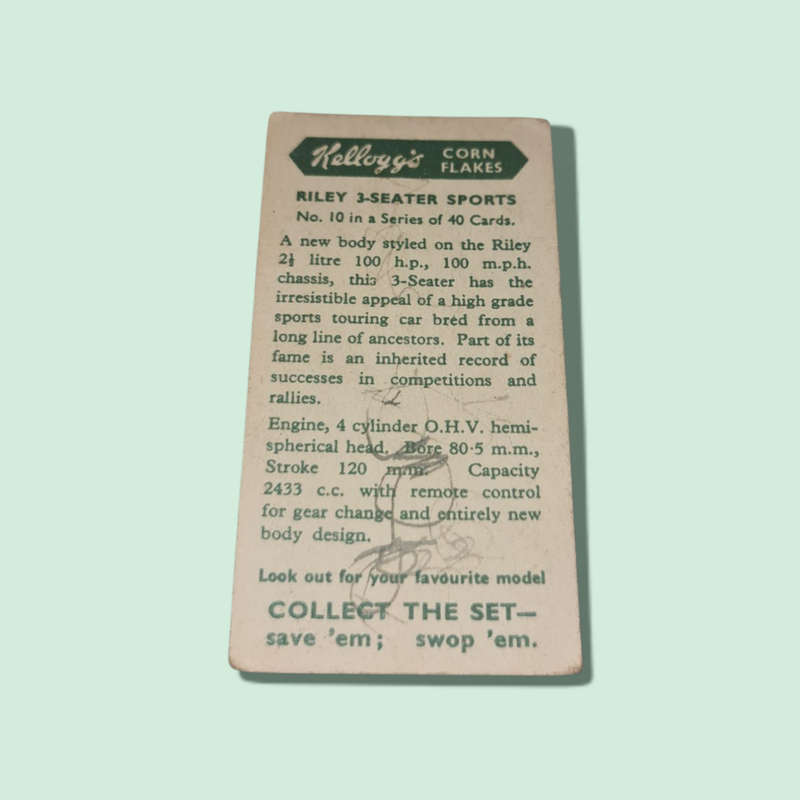 Kellogg's CORN FLAKES
RILEY 3-SEATER SPORTS
No. 10 in a Series of 40 Cards.
A new body styled on the Riley
2½ litre 100 h.p., 100 m.p.h.
chassis, this 3-Seater has the
irresistible appeal of a high grade
sports touring car bred from a
long line of ancestors. Part of its
fame is an inherited record of
successes in competitions and
rallies.
Engine, 4 cylinder O.H.V. hemi-
spherical head. Bore 80·5 m.m.,
Stroke 120 m.m. Capacity
2433 c.c. with remote control
for gear change and entirely new
body design.
Look out for your favourite model
COLLECT THE SET—
save 'em; swop 'em.